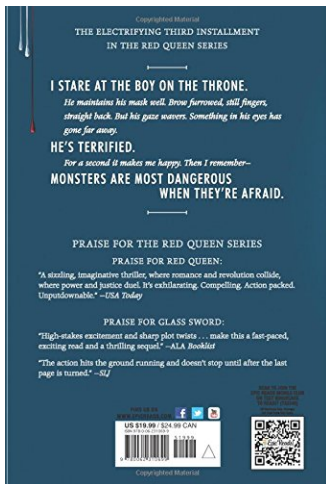 Copyrighted Material
THE ELECTRIFYING THIRD INSTALLMENT
IN THE RED QUEEN SERIES
I STARE AT THE BOY ON THE THRONE.
He maintains his mask well. Brow furrowed, still fingers,
straight back. But his gaze wavers. Something in his eyes has
gone far away.
HE'S TERRIFIED.
For a second it makes me happy. Then I remember—
MONSTERS ARE MOST DANGEROUS
WHEN THEY'RE AFRAID.
PRAISE FOR THE RED QUEEN SERIES
PRAISE FOR RED QUEEN:
"A sizzling, imaginative thriller, where romance and revolution collide,
where power and justice duel. It's exhilarating. Compelling. Action packed.
Unputdownable." —USA Today
PRAISE FOR GLASS SWORD:
"High-stakes excitement and sharp plot twists . . . make this a fast-paced,
exciting read and a thrilling sequel." —ALA Booklist
"The action hits the ground running and doesn't stop until after the last
page is turned." —SLJ
US $19.99 / $24.99 CAN
51999
Epic Reads
Copyrighted Material